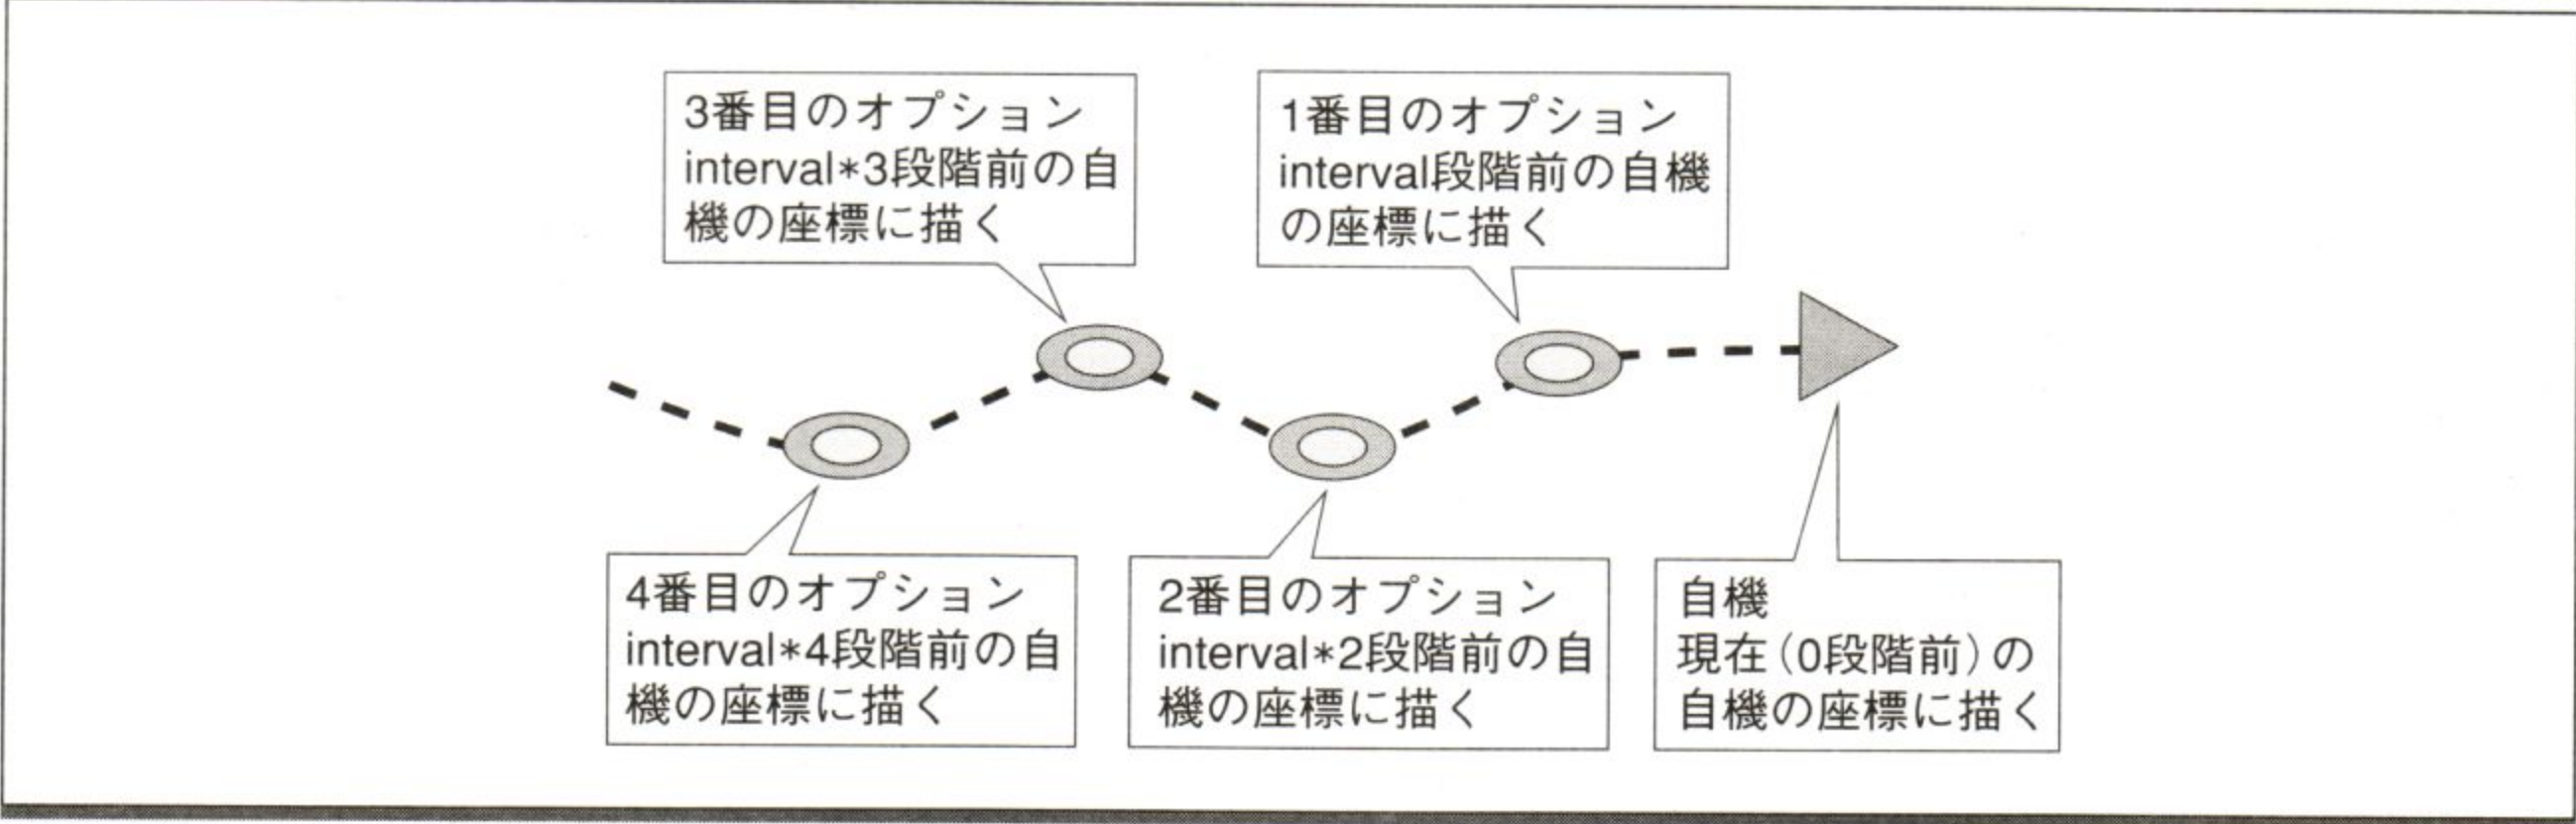 3番目のオプション
interval*3段階前の自
機の座標に描く
1番目のオプション
interval段階前の自機
の座標に描く
4番目のオプション
interval*4段階前の自
機の座標に描く
2番目のオプション
interval*2段階前の自
機の座標に描く
自機
現在(0段階前)の
自機の座標に描く